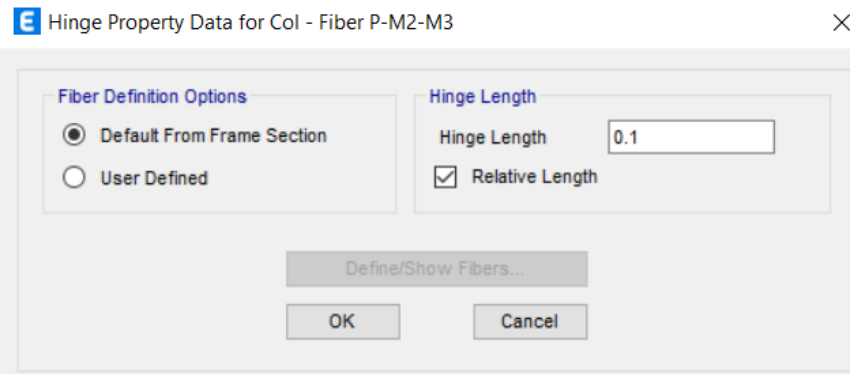 E Hinge Property Data for Col - Fiber P-M2-M3
Fiber Definition Options
Default From Frame Section
User Defined
Hinge Length
Hinge Length 0.1
Relative Length
Define/Show Fibers...
OK Cancel